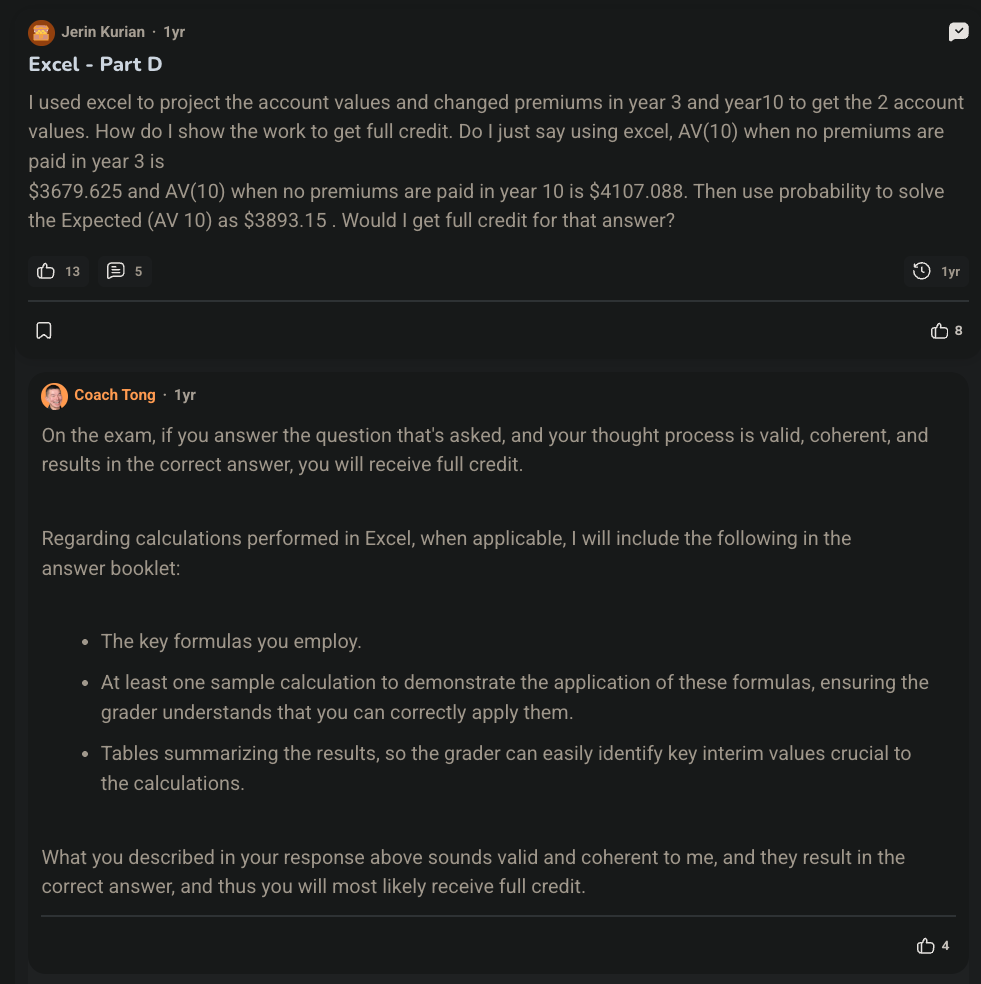 Jerin Kurian · 1yr
Excel - Part D
I used excel to project the account values and changed premiums in year 3 and year10 to get the 2 account
values. How do I show the work to get full credit. Do I just say using excel, AV(10) when no premiums are
paid in year 3 is
$3679.625 and AV(10) when no premiums are paid in year 10 is $4107.088. Then use probability to solve
the Expected (AV 10) as $3893.15 . Would I get full credit for that answer?
13 5 1yr
8
Coach Tong · 1yr
On the exam, if you answer the question that's asked, and your thought process is valid, coherent, and
results in the correct answer, you will receive full credit.
Regarding calculations performed in Excel, when applicable, I will include the following in the
answer booklet:
• The key formulas you employ.
• At least one sample calculation to demonstrate the application of these formulas, ensuring the
grader understands that you can correctly apply them.
• Tables summarizing the results, so the grader can easily identify key interim values crucial to
the calculations.
What you described in your response above sounds valid and coherent to me, and they result in the
correct answer, and thus you will most likely receive full credit.
4